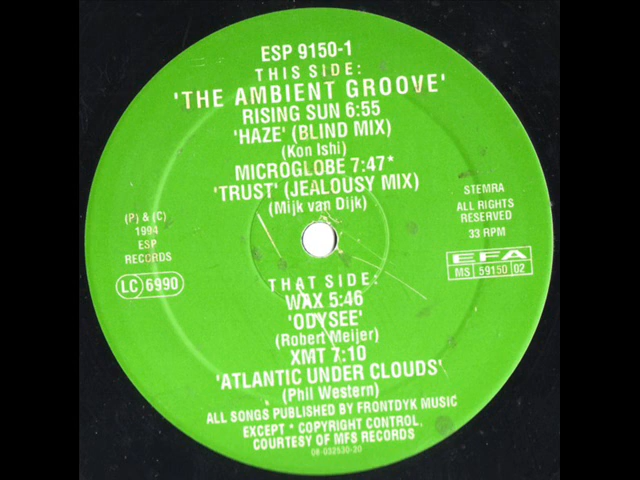 ESP 9150-1
THIS SIDE:
'THE AMBIENT GROOVE'
RISING SUN 6:55
'HAZE' (BLIND MIX)
(Kon Ishi)
MICROGLOBE 7:47*
'TRUST' (JEALOUSY MIX)
(Mijk van Dijk)
(P) & (C)
1994
ESP
RECORDS
LC 6990
STEMRA
ALL RIGHTS
RESERVED
33 RPM
EFA
MS 59150 02
THAT SIDE:
WAX 5:46
'ODYSEE'
(Robert Meijer)
XMT 7:10
'ATLANTIC UNDER CLOUDS'
(Phil Western)
ALL SONGS PUBLISHED BY FRONTDYK MUSIC
EXCEPT * COPYRIGHT CONTROL,
COURTESY OF MFS RECORDS
08-032530-20